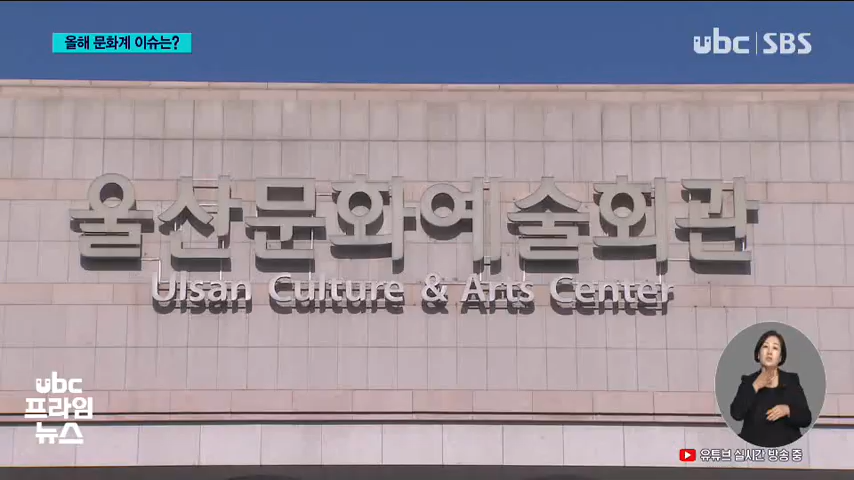 올해 문화계 이슈는?
ubc SBS
울산문화예술회관
Ulsan Culture & Arts Center
ubc
프라임
뉴스
유튜브 실시간 방송 중